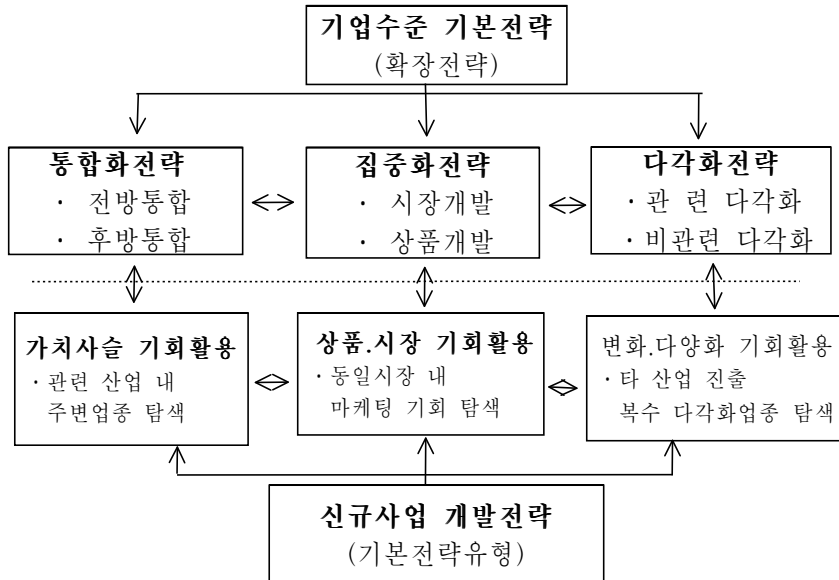 기업수준 기본전략
(확장전략)
통합화전략
· 전방통합
· 후방통합
집중화전략
· 시장개발
· 상품개발
다각화전략
· 관 련 다각화
· 비관련 다각화
가치사슬 기회활용
· 관련 산업 내
주변업종 탐색
상품.시장 기회활용
· 동일시장 내
마케팅 기회 탐색
변화.다양화 기회활용
· 타 산업 진출
복수 다각화업종 탐색
신규사업 개발전략
(기본전략유형)